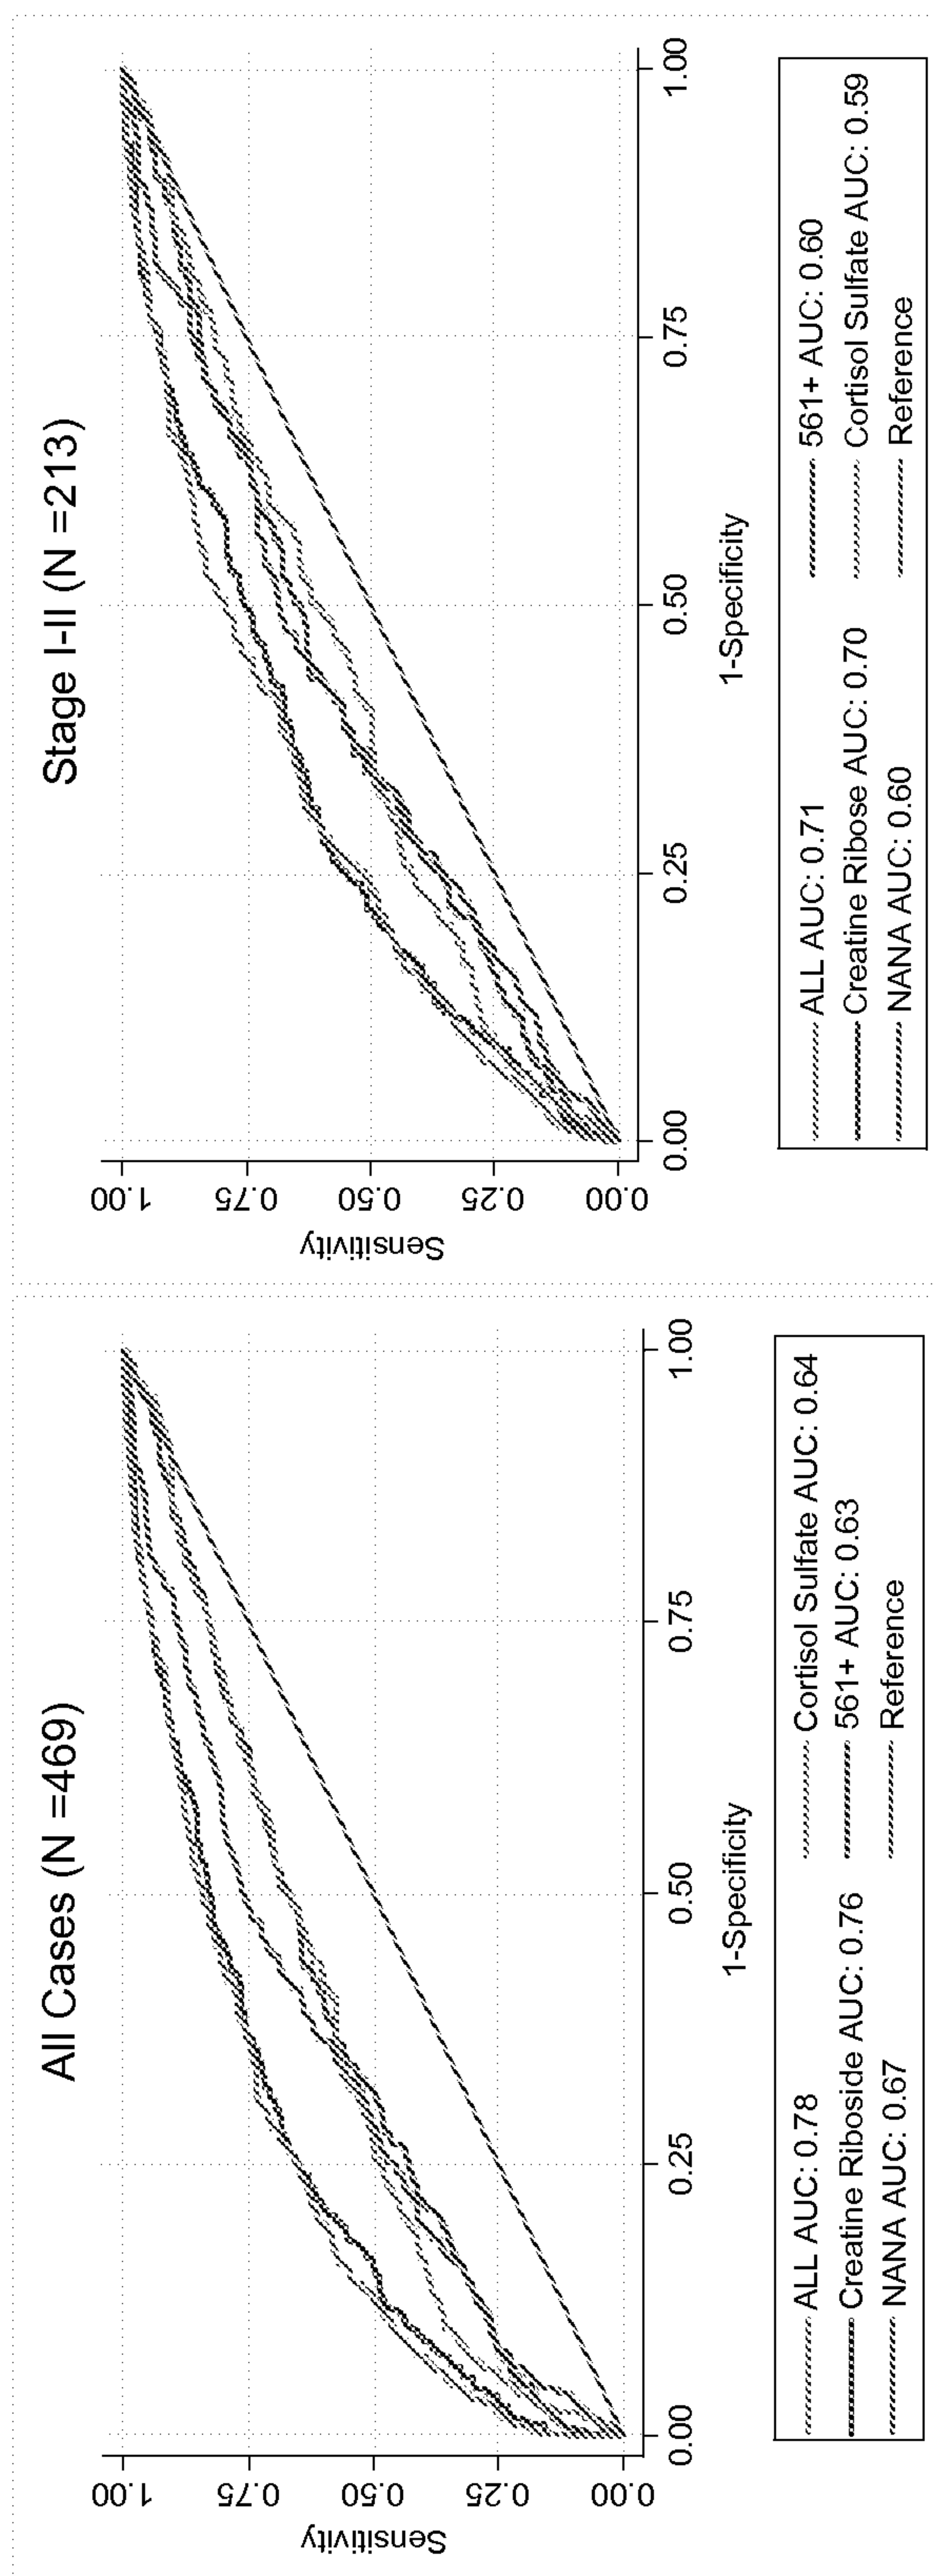 All Cases (N =469)
1.00
0.75
0.50
0.25
0.00
Sensitivity
0.00
0.25
0.50
0.75
1.00
1-Specificity
ALL AUC: 0.78
Cortisol Sulfate AUC: 0.64
Creatine Riboside AUC: 0.76
561+ AUC: 0.63
NANA AUC: 0.67
Reference
Stage I-II (N =213)
1.00
0.75
0.50
0.25
0.00
Sensitivity
0.00
0.25
0.50
0.75
1.00
1-Specificity
ALL AUC: 0.71
561+ AUC: 0.60
Creatine Ribose AUC: 0.70
Cortisol Sulfate AUC: 0.59
NANA AUC: 0.60
Reference